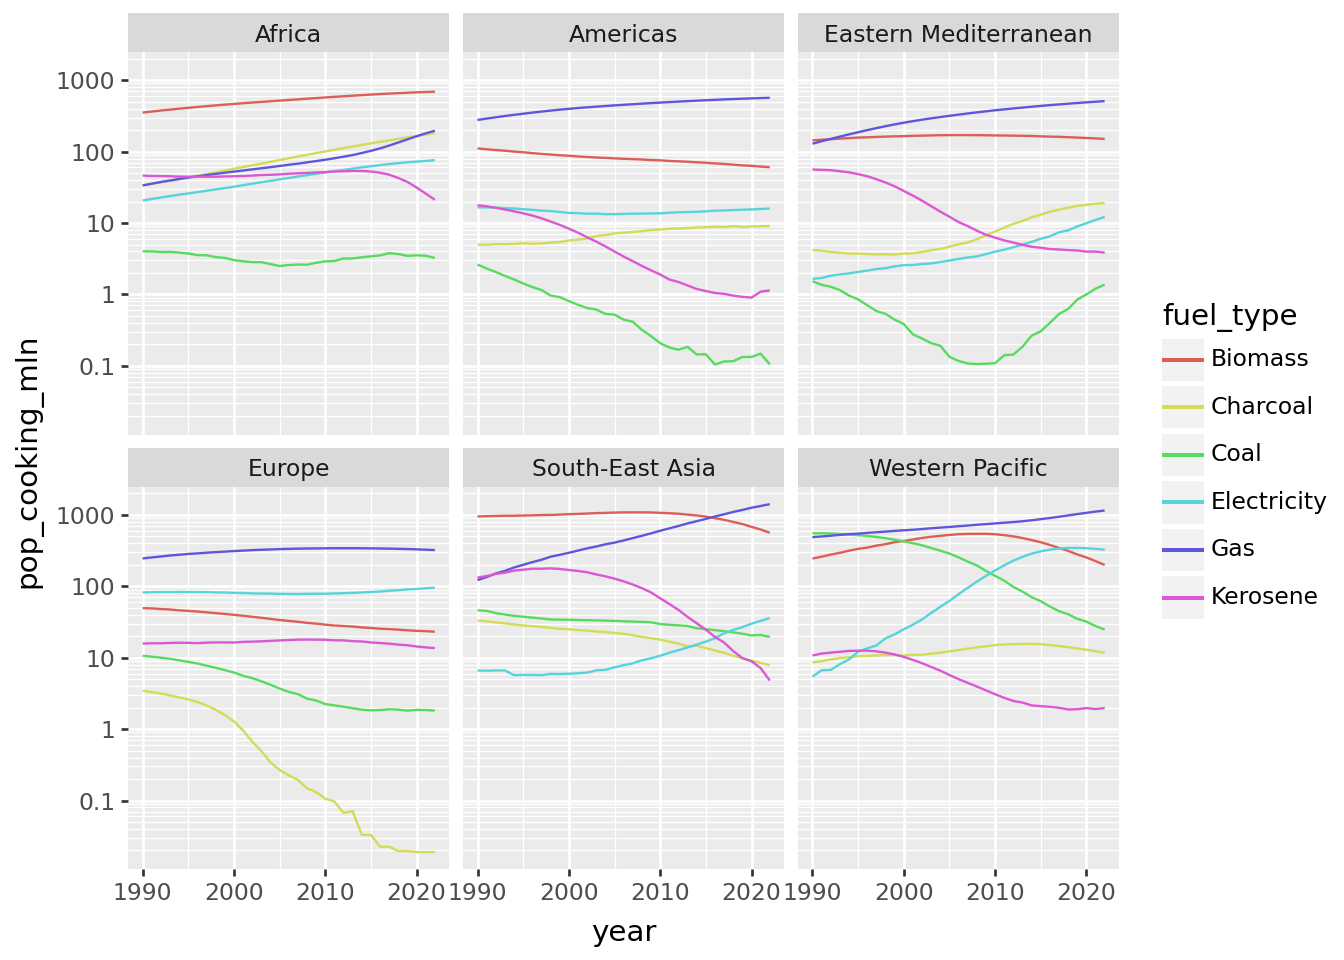 Africa
Americas
Eastern Mediterranean
1000
100
10
1
0.1
Europe
South-East Asia
Western Pacific
1000
100
10
1
0.1
1990 2000 2010 2020
1990 2000 2010 2020
1990 2000 2010 2020
year
pop_cooking_mln
fuel_type
Biomass
Charcoal
Coal
Electricity
Gas
Kerosene